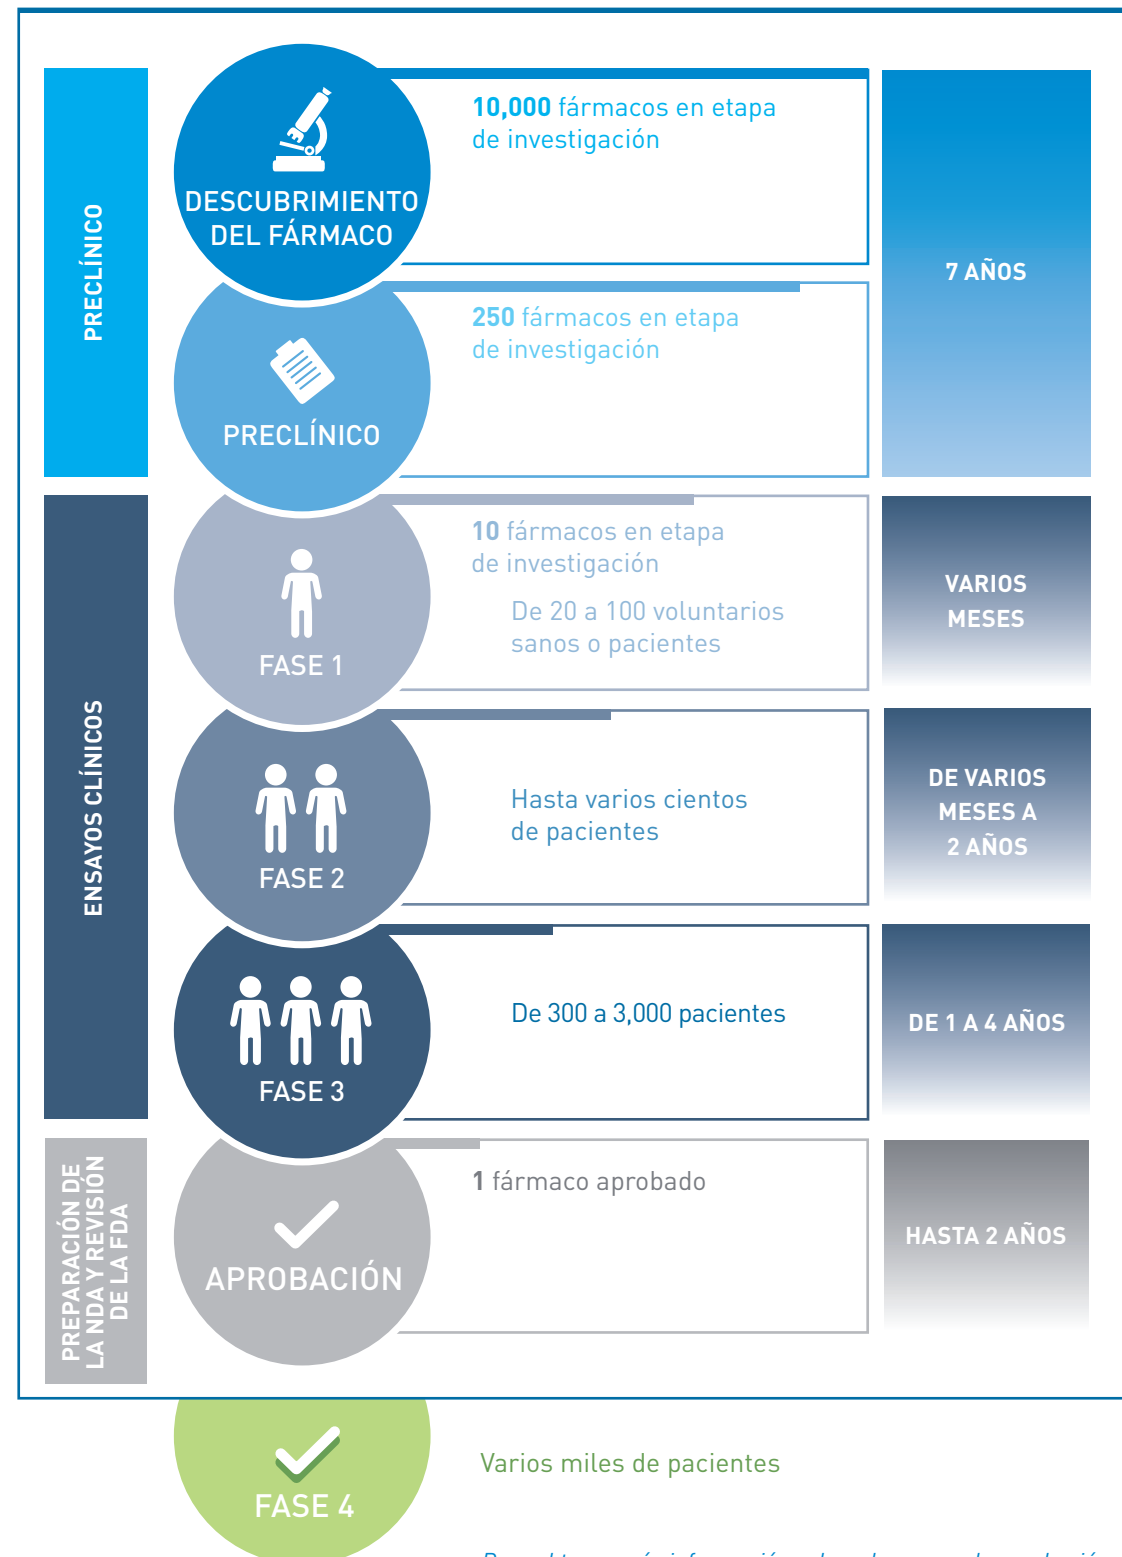 PRECLÍNICO
DESCUBRIMIENTO
DEL FÁRMACO
10,000 fármacos en etapa
de investigación
7 AÑOS
PRECLÍNICO
250 fármacos en etapa
de investigación
ENSAYOS CLÍNICOS
FASE 1
10 fármacos en etapa
de investigación
De 20 a 100 voluntarios
sanos o pacientes
VARIOS
MESES
FASE 2
Hasta varios cientos
de pacientes
DE VARIOS
MESES A
2 AÑOS
FASE 3
De 300 a 3,000 pacientes
DE 1 A 4 AÑOS
PREPARACIÓN DE
LA NDA Y REVISIÓN
DE LA FDA
APROBACIÓN
1 fármaco aprobado
HASTA 2 AÑOS
FASE 4
Varios miles de pacientes